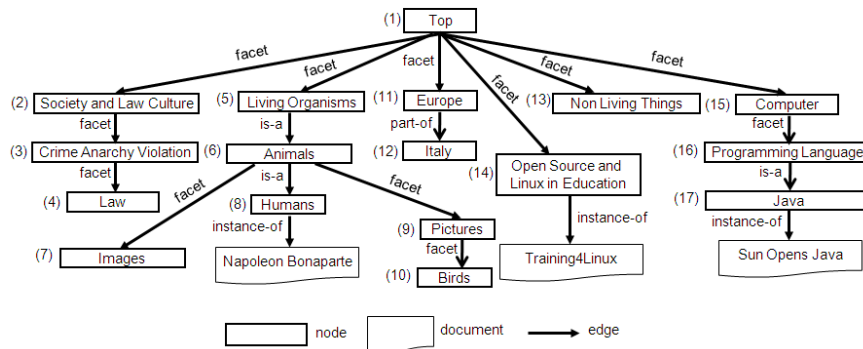 (1) Top
facet facet facet facet facet facet
(2) Society and Law Culture
(5) Living Organisms
(11) Europe
(13) Non Living Things
(15) Computer
facet is-a part-of facet
(3) Crime Anarchy Violation
(6) Animals
(12) Italy
(14) Open Source and
Linux in Education
(16) Programming Language
facet facet is-a facet is-a
(4) Law
(8) Humans
(17) Java
instance-of instance-of instance-of
(9) Pictures
facet
(7) Images
Napoleon Bonaparte
(10) Birds
Training4Linux
Sun Opens Java
node document edge